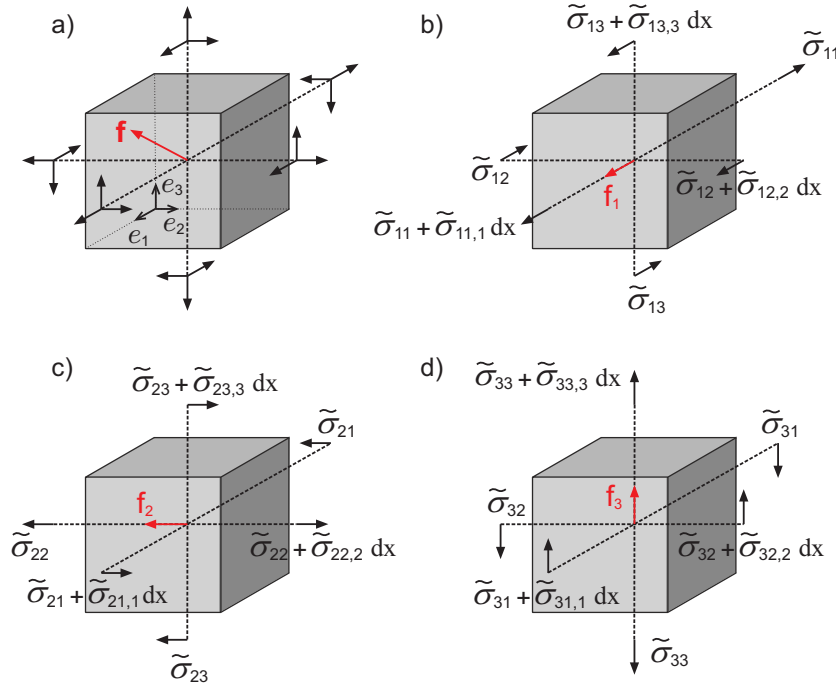 a)
f
e₃
e₂
e₁
b)
σ̃₁₃ + σ̃₁₃,₃ dx
σ̃₁₁
σ̃₁₂
f₁
σ̃₁₂ + σ̃₁₂,₂ dx
σ̃₁₁ + σ̃₁₁,₁ dx
σ̃₁₃
c)
σ̃₂₃ + σ̃₂₃,₃ dx
σ̃₂₁
f₂
σ̃₂₂
σ̃₂₂ + σ̃₂₂,₂ dx
σ̃₂₁ + σ̃₂₁,₁ dx
σ̃₂₃
d)
σ̃₃₃ + σ̃₃₃,₃ dx
σ̃₃₁
σ̃₃₂
f₃
σ̃₃₂ + σ̃₃₂,₂ dx
σ̃₃₁ + σ̃₃₁,₁ dx
σ̃₃₃